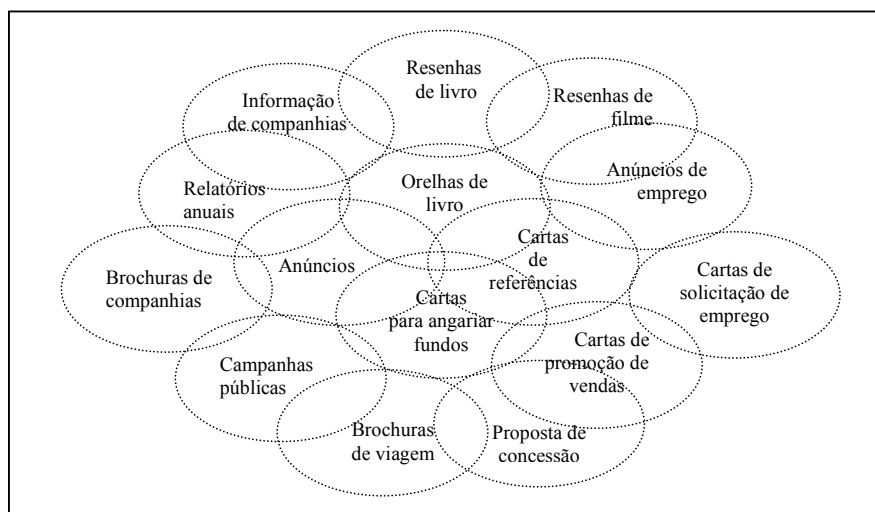 Resenhas
de livro
Resenhas de
filme
Informação
de companhias
Anúncios de
emprego
Orelhas de
livro
Relatórios
anuais
Cartas
de
referências
Anúncios
Brochuras de
companhias
Cartas de
solicitação de
emprego
Cartas
para angariar
fundos
Cartas de
promoção de
vendas
Campanhas
públicas
Brochuras
de viagem
Proposta de
concessão